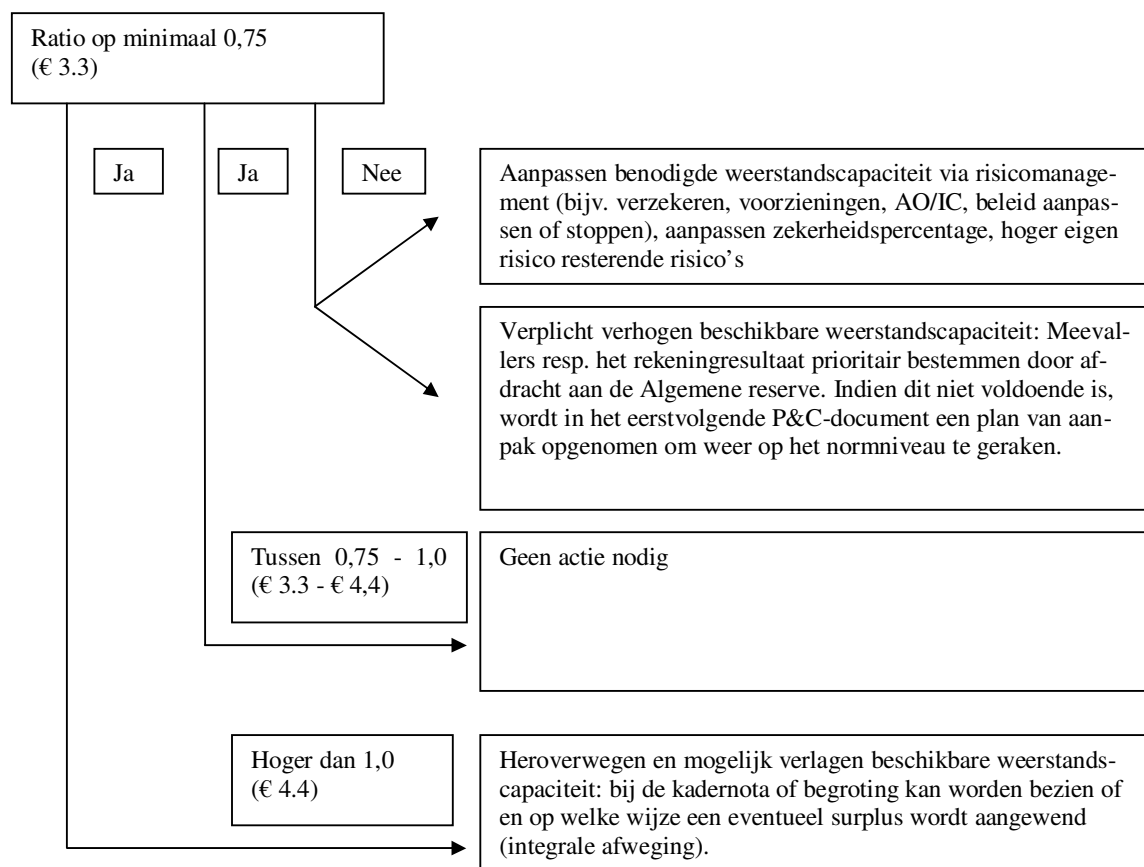 Ratio op minimaal 0,75
(€ 3.3)
Ja
Ja
Nee
Aanpassen benodigde weerstandscapaciteit via risicomanage-
ment (bijv. verzekeren, voorzieningen, AO/IC, beleid aanpas-
sen of stoppen), aanpassen zekerheidspercentage, hoger eigen
risico resterende risico’s
Verplicht verhogen beschikbare weerstandscapaciteit: Meeval-
lers resp. het rekeningresultaat prioritair bestemmen door af-
dracht aan de Algemene reserve. Indien dit niet voldoende is,
wordt in het eerstvolgende P&C-document een plan van aan-
pak opgenomen om weer op het normniveau te geraken.
Tussen 0,75 - 1,0
(€ 3.3 - € 4,4)
Geen actie nodig
Hoger dan 1,0
(€ 4.4)
Heroverwegen en mogelijk verlagen beschikbare weerstands-
capaciteit: bij de kadernota of begroting kan worden bezien of
en op welke wijze een eventueel surplus wordt aangewend
(integrale afweging).